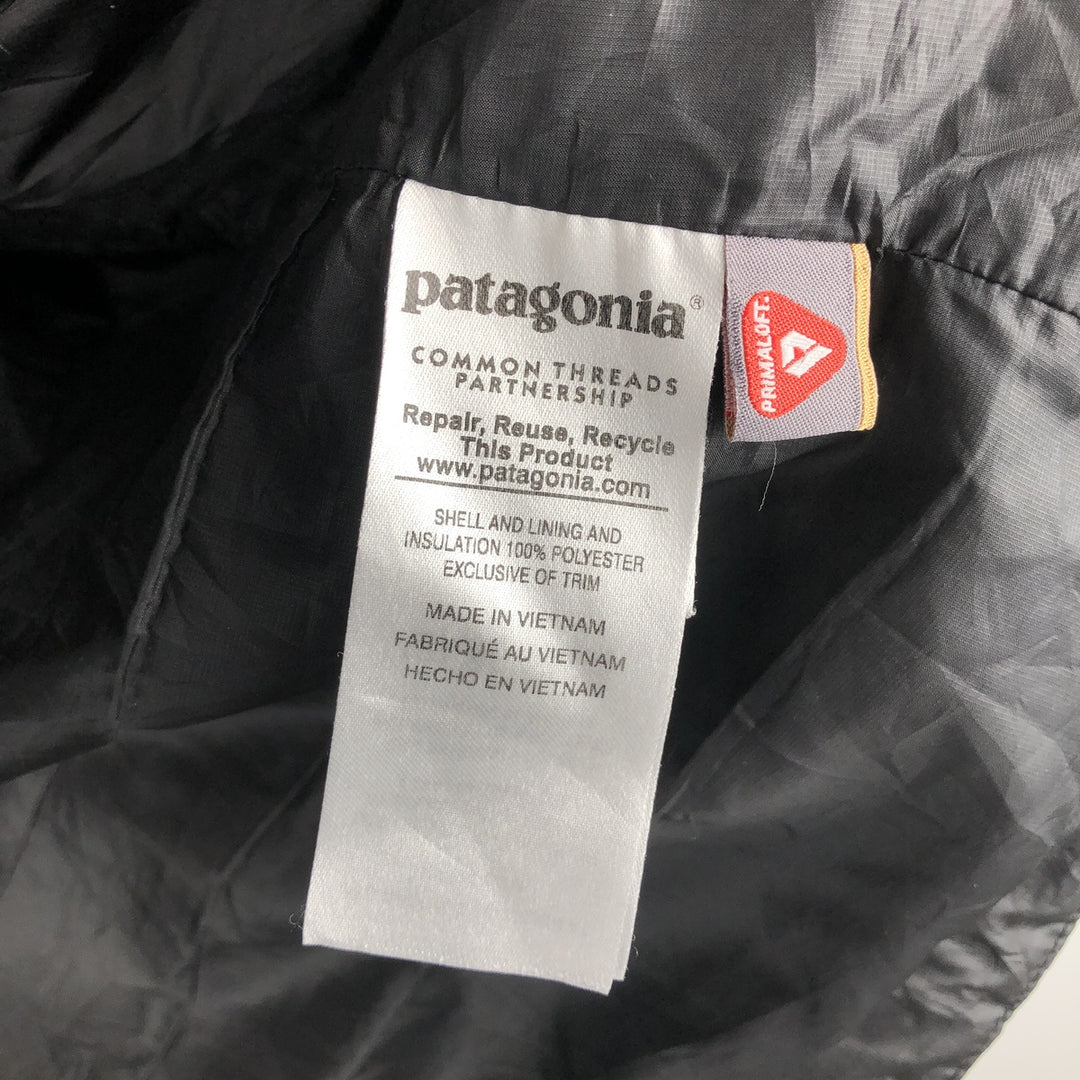 patagonia®
COMMON THREADS
PARTNERSHIP
Repair, Reuse, Recycle
This Product
www.patagonia.com
SHELL AND LINING AND
INSULATION 100% POLYESTER
EXCLUSIVE OF TRIM
MADE IN VIETNAM
FABRIQUÉ AU VIETNAM
HECHO EN VIETNAM
PRIMALOFT.